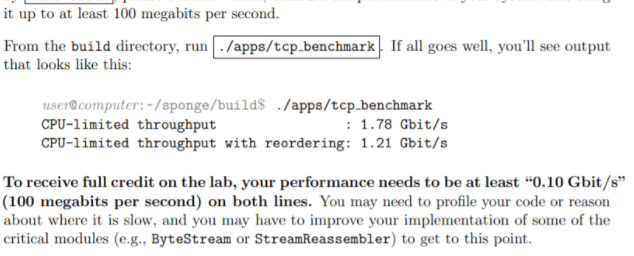 it up to at least 100 megabits per second.
From the build directory, run ./apps/tcp_benchmark. If all goes well, you'll see output
that looks like this:
user@computer:~/sponge/build$ ./apps/tcp_benchmark
CPU-limited throughput : 1.78 Gbit/s
CPU-limited throughput with reordering: 1.21 Gbit/s
To receive full credit on the lab, your performance needs to be at least “0.10 Gbit/s”
(100 megabits per second) on both lines. You may need to profile your code or reason
about where it is slow, and you may have to improve your implementation of some of the
critical modules (e.g., ByteStream or StreamReassembler) to get to this point.